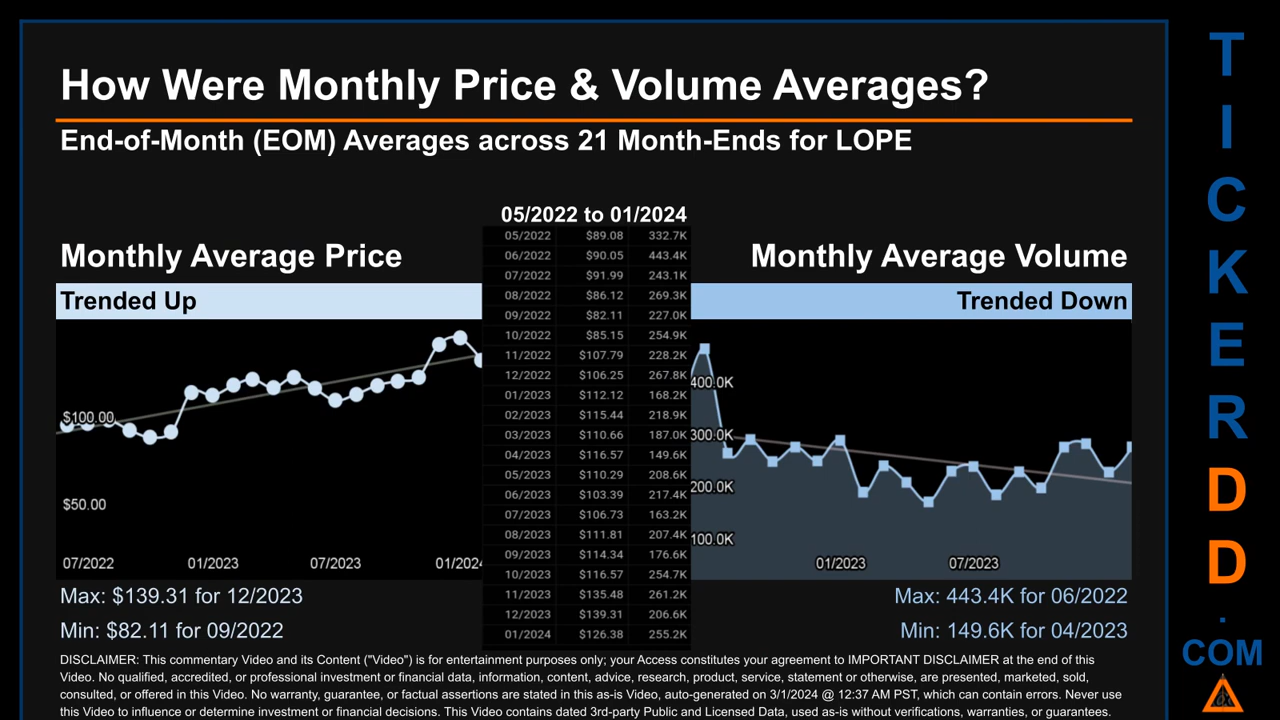 How Were Monthly Price & Volume Averages?
End-of-Month (EOM) Averages across 21 Month-Ends for LOPE
05/2022 to 01/2024
Monthly Average Price
Trended Up
$100.00
$50.00
07/2022 01/2023 07/2023 01/2024
Max: $139.31 for 12/2023
Min: $82.11 for 09/2022
05/2022 $89.08 332.7K
06/2022 $90.05 443.4K
07/2022 $91.99 243.1K
08/2022 $86.12 269.3K
09/2022 $82.11 227.0K
10/2022 $85.15 254.9K
11/2022 $107.79 228.2K
12/2022 $106.25 267.8K
01/2023 $112.12 168.2K
02/2023 $115.44 218.9K
03/2023 $110.66 187.0K
04/2023 $116.57 149.6K
05/2023 $110.29 208.6K
06/2023 $103.39 217.4K
07/2023 $106.73 163.2K
08/2023 $111.81 207.4K
09/2023 $114.34 176.6K
10/2023 $116.57 254.7K
11/2023 $135.48 261.2K
12/2023 $139.31 206.6K
01/2024 $126.38 255.2K
Monthly Average Volume
Trended Down
400.0K
300.0K
200.0K
100.0K
01/2023 07/2023
Max: 443.4K for 06/2022
Min: 149.6K for 04/2023
DISCLAIMER: This commentary Video and its Content ("Video") is for entertainment purposes only; your Access constitutes your agreement to IMPORTANT DISCLAIMER at the end of this
Video. No qualified, accredited, or professional investment or financial data, information, content, advice, research, product, service, statement or otherwise, are presented, marketed, sold,
consulted, or offered in this Video. No warranty, guarantee, or factual assertions are stated in this as-is Video, auto-generated on 3/1/2024 @ 12:37 AM PST, which can contain errors. Never use
this Video to influence or determine investment or financial decisions. This Video contains dated 3rd-party Public and Licensed Data, used as-is without verifications, warranties, or guarantees.
T
I
C
K
E
R
D
D
.
COM